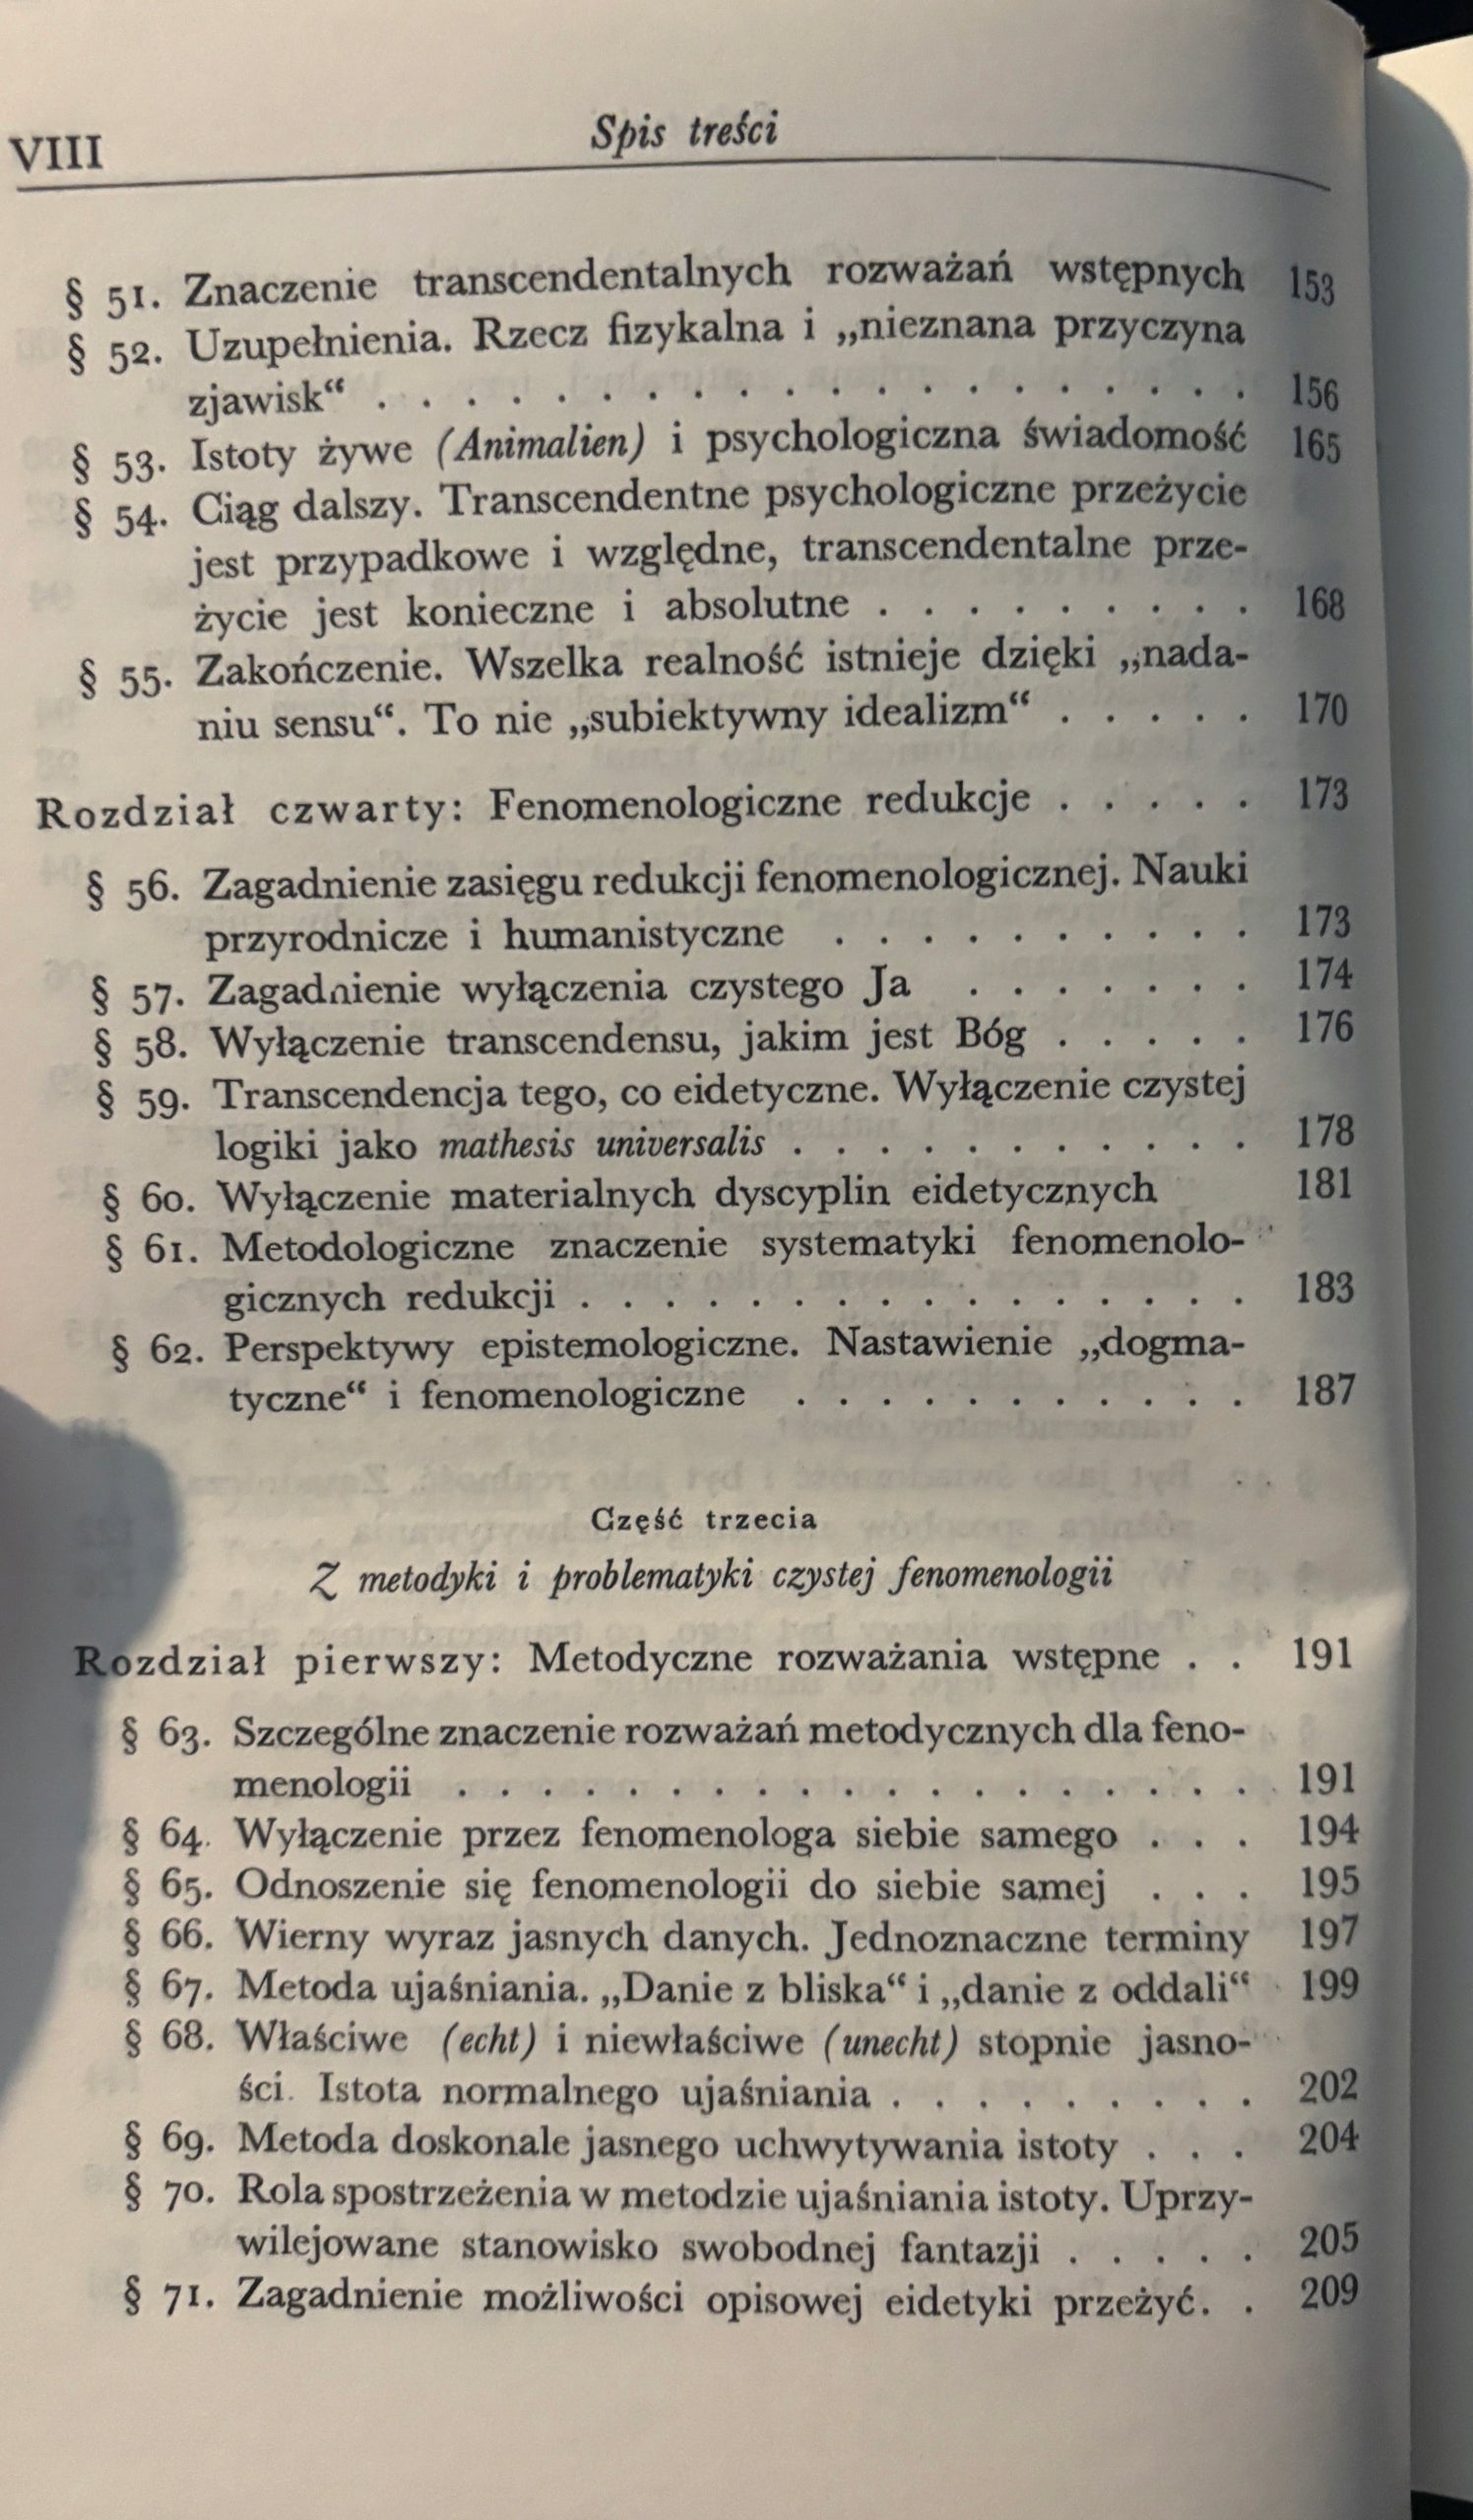 VIII
Spis treści
§ 51. Znaczenie transcendentalnych rozważań wstępnych 153
§ 52. Uzupełnienia. Rzecz fizykalna i „nieznana przyczyna
zjawisk“ . . . . . . . . . . . . . . . . . . . . 156
§ 53. Istoty żywe (Animalien) i psychologiczna świadomość 165
§ 54. Ciąg dalszy. Transcendentne psychologiczne przeżycie
jest przypadkowe i względne, transcendentalne prze-
życie jest konieczne i absolutne . . . . . . . . . 168
§ 55. Zakończenie. Wszelka realność istnieje dzięki „nada-
niu sensu“. To nie „subiektywny idealizm“ . . . . . 170
Rozdział czwarty: Fenomenologiczne redukcje . . . . . 173
§ 56. Zagadnienie zasięgu redukcji fenomenologicznej. Nauki
przyrodnicze i humanistyczne . . . . . . . . . . 173
§ 57. Zagadnienie wyłączenia czystego Ja . . . . . . . 174
§ 58. Wyłączenie transcendensu, jakim jest Bóg . . . . . 176
§ 59. Transcendencja tego, co eidetyczne. Wyłączenie czystej
logiki jako mathesis universalis . . . . . . . . . . . 178
§ 60. Wyłączenie materialnych dyscyplin eidetycznych 181
§ 61. Metodologiczne znaczenie systematyki fenomenolo-
gicznych redukcji . . . . . . . . . . . . . . . . 183
§ 62. Perspektywy epistemologiczne. Nastawienie „dogma-
tyczne“ i fenomenologiczne . . . . . . . . . . . 187
Część trzecia
Z metodyki i problematyki czystej fenomenologii
Rozdział pierwszy: Metodyczne rozważania wstępne . . 191
§ 63. Szczególne znaczenie rozważań metodycznych dla feno-
menologii . . . . . . . . . . . . . . . . . . . 191
§ 64. Wyłączenie przez fenomenologa siebie samego . . . 194
§ 65. Odnoszenie się fenomenologii do siebie samej . . . 195
§ 66. Wierny wyraz jasnych danych. Jednoznaczne terminy 197
§ 67. Metoda ujaśniania. „Danie z bliska“ i „danie z oddali“ 199
§ 68. Właściwe (echt) i niewłaściwe (unecht) stopnie jasno-
ści. Istota normalnego ujaśniania . . . . . . . . . 202
§ 69. Metoda doskonale jasnego uchwytywania istoty . . . 204
§ 70. Rola spostrzeżenia w metodzie ujaśniania istoty. Uprzy-
wilejowane stanowisko swobodnej fantazji . . . . . 205
§ 71. Zagadnienie możliwości opisowej eidetyki przeżyć. . 209